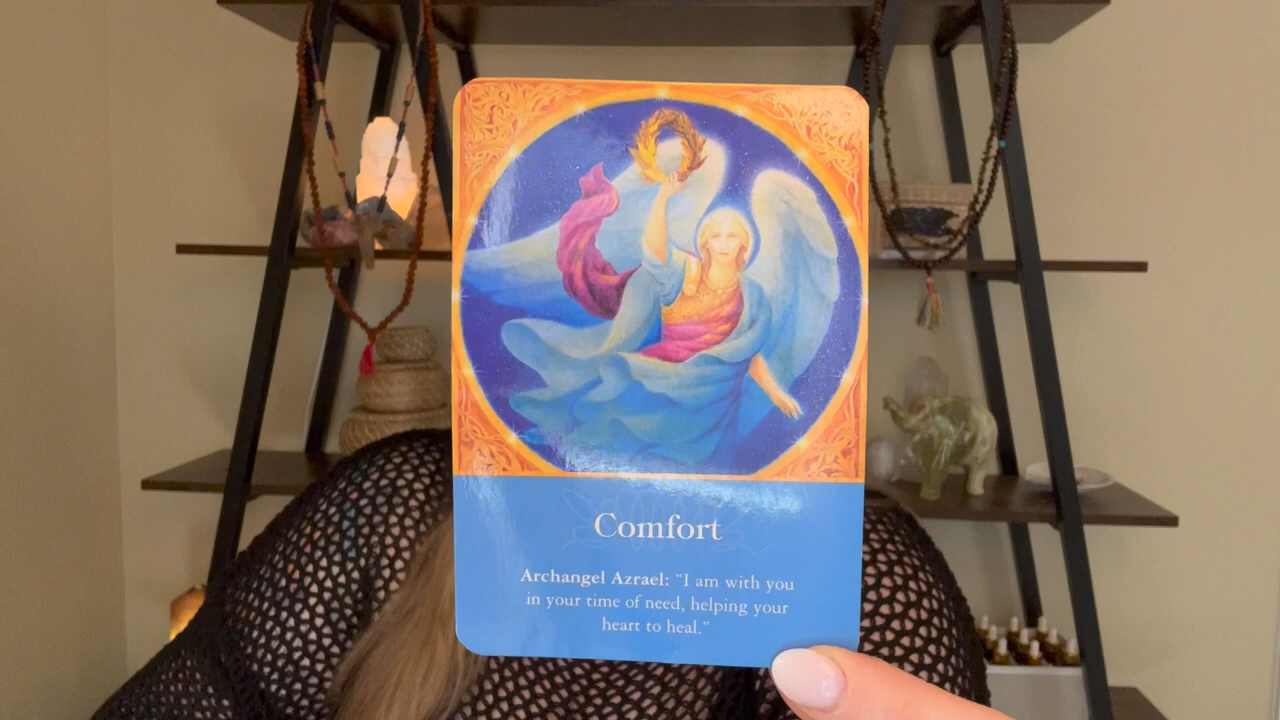 Comfort
Archangel Azrael: “I am with you
in your time of need, helping your
heart to heal.”